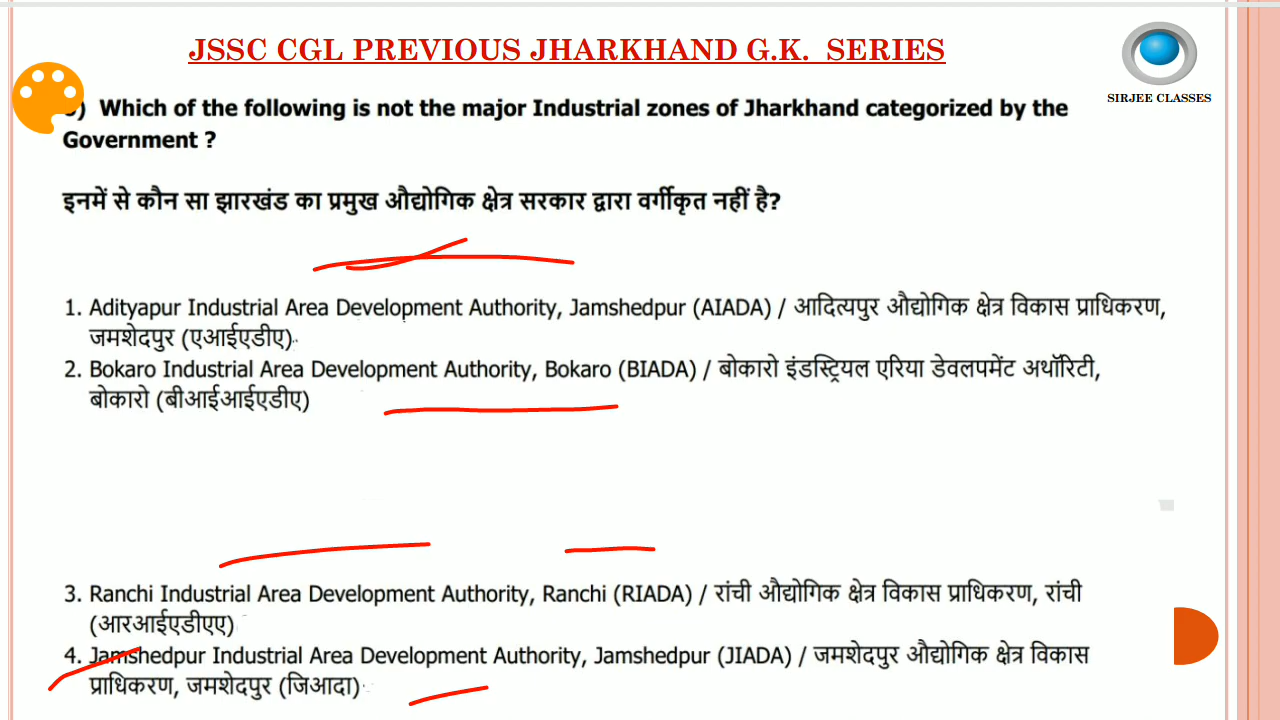 JSSC CGL PREVIOUS JHARKHAND G.K. SERIES
SIRJEE CLASSES
) Which of the following is not the major Industrial zones of Jharkhand categorized by the
Government ?
इनमें से कौन सा झारखंड का प्रमुख औद्योगिक क्षेत्र सरकार द्वारा वर्गीकृत नहीं है?
1. Adityapur Industrial Area Development Authority, Jamshedpur (AIADA) / आदित्यपुर औद्योगिक क्षेत्र विकास प्राधिकरण,
जमशेदपुर (एआईएडीए)
2. Bokaro Industrial Area Development Authority, Bokaro (BIADA) / बोकारो इंडस्ट्रियल एरिया डेवलपमेंट अथॉरिटी,
बोकारो (बीआईआईएडीए)
3. Ranchi Industrial Area Development Authority, Ranchi (RIADA) / रांची औद्योगिक क्षेत्र विकास प्राधिकरण, रांची
(आरआईएडीएए)
4. Jamshedpur Industrial Area Development Authority, Jamshedpur (JIADA) / जमशेदपुर औद्योगिक क्षेत्र विकास
प्राधिकरण, जमशेदपुर (जिआदा)